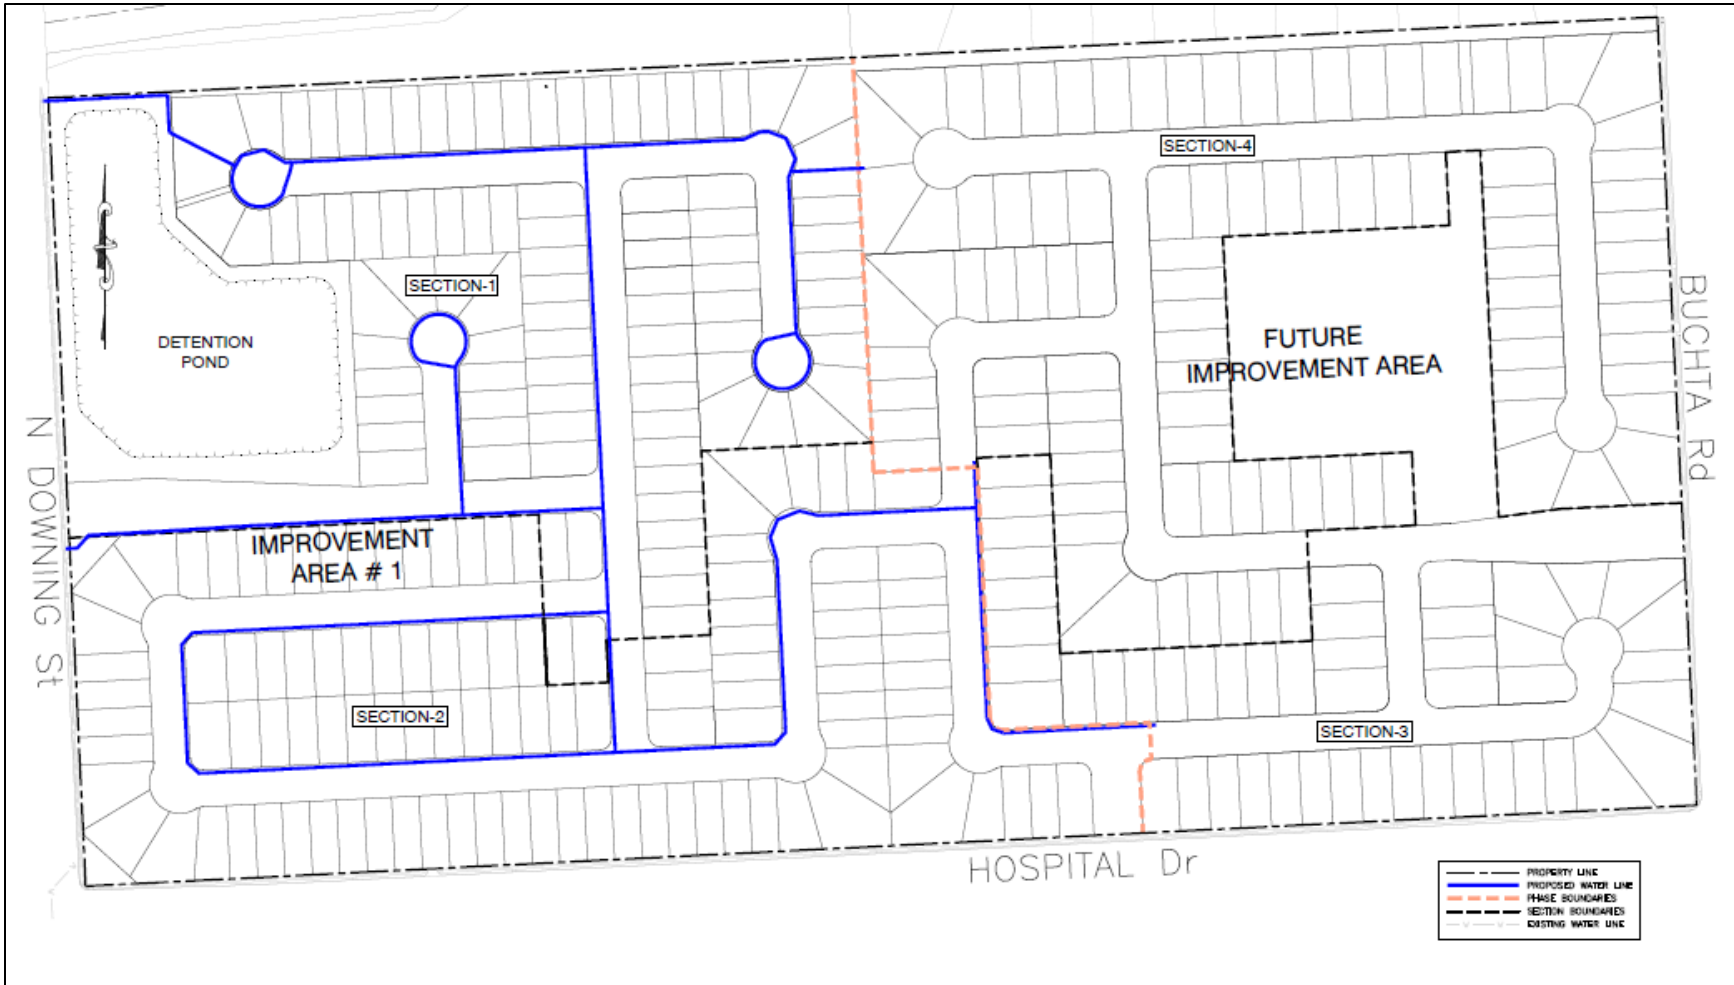 SECTION-4
SECTION-1
DETENTION
POND
FUTURE
IMPROVEMENT AREA
BUCHTA Rd
N DOWNING St
IMPROVEMENT
AREA # 1
SECTION-2
SECTION-3
HOSPITAL Dr
PROPERTY LINE
PROPOSED WATER LINE
PHASE BOUNDARIES
SECTION BOUNDARIES
EXISTING WATER LINE